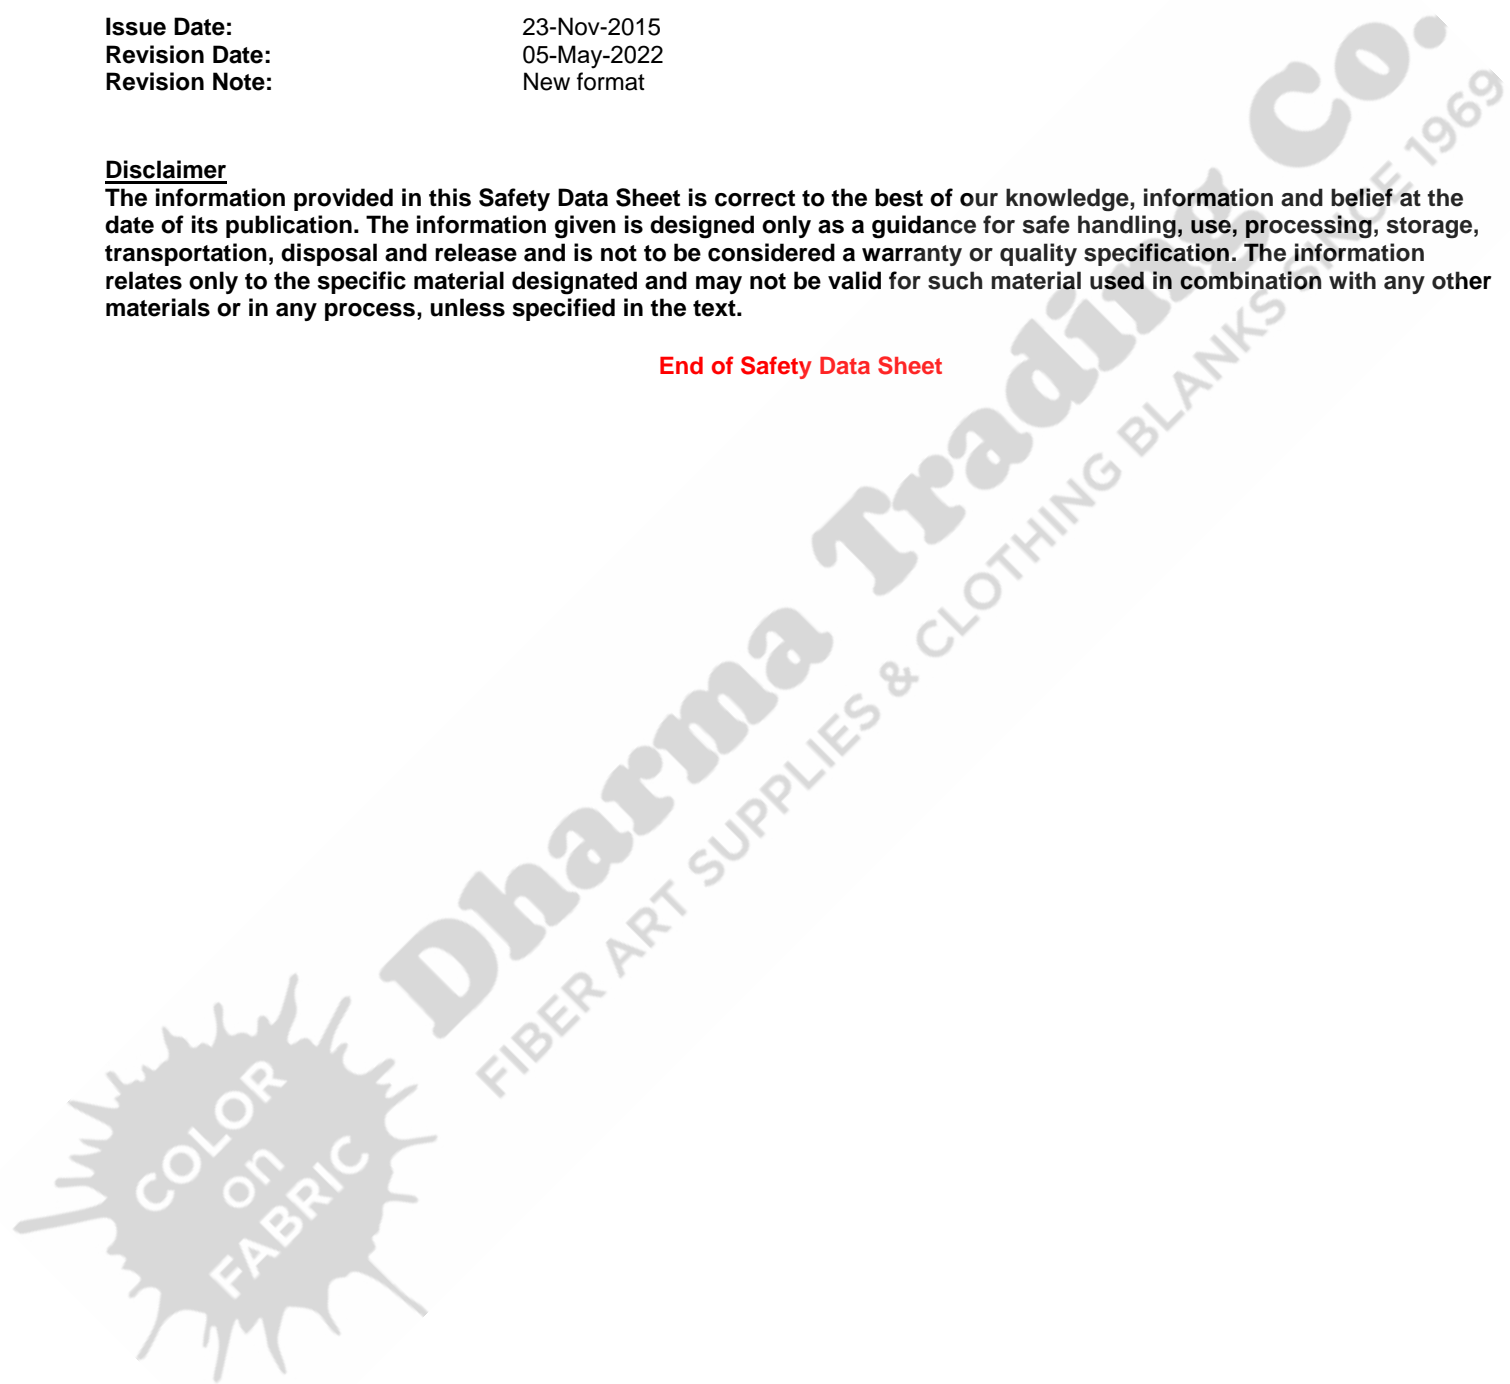 Issue Date: 23-Nov-2015
Revision Date: 05-May-2022
Revision Note: New format
Disclaimer
The information provided in this Safety Data Sheet is correct to the best of our knowledge, information and belief at the
date of its publication. The information given is designed only as a guidance for safe handling, use, processing, storage,
transportation, disposal and release and is not to be considered a warranty or quality specification. The information
relates only to the specific material designated and may not be valid for such material used in combination with any other
materials or in any process, unless specified in the text.
End of Safety Data Sheet
Dharma Trading Co.
FIBER ART SUPPLIES & CLOTHING BLANKS SINCE 1969
COLOR
on
FABRIC